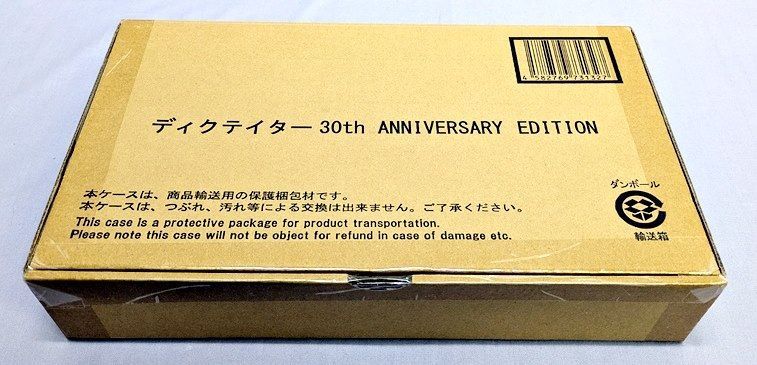 4 582769 731327
ディクテイター 30th ANNIVERSARY EDITION
本ケースは、商品輸送用の保護梱包材です。
本ケースは、つぶれ、汚れ等による交換は出来ません。ご了承ください。
This case is a protective package for product transportation.
Please note this case will not be object for refund in case of damage etc.
ダンボール
輸送箱